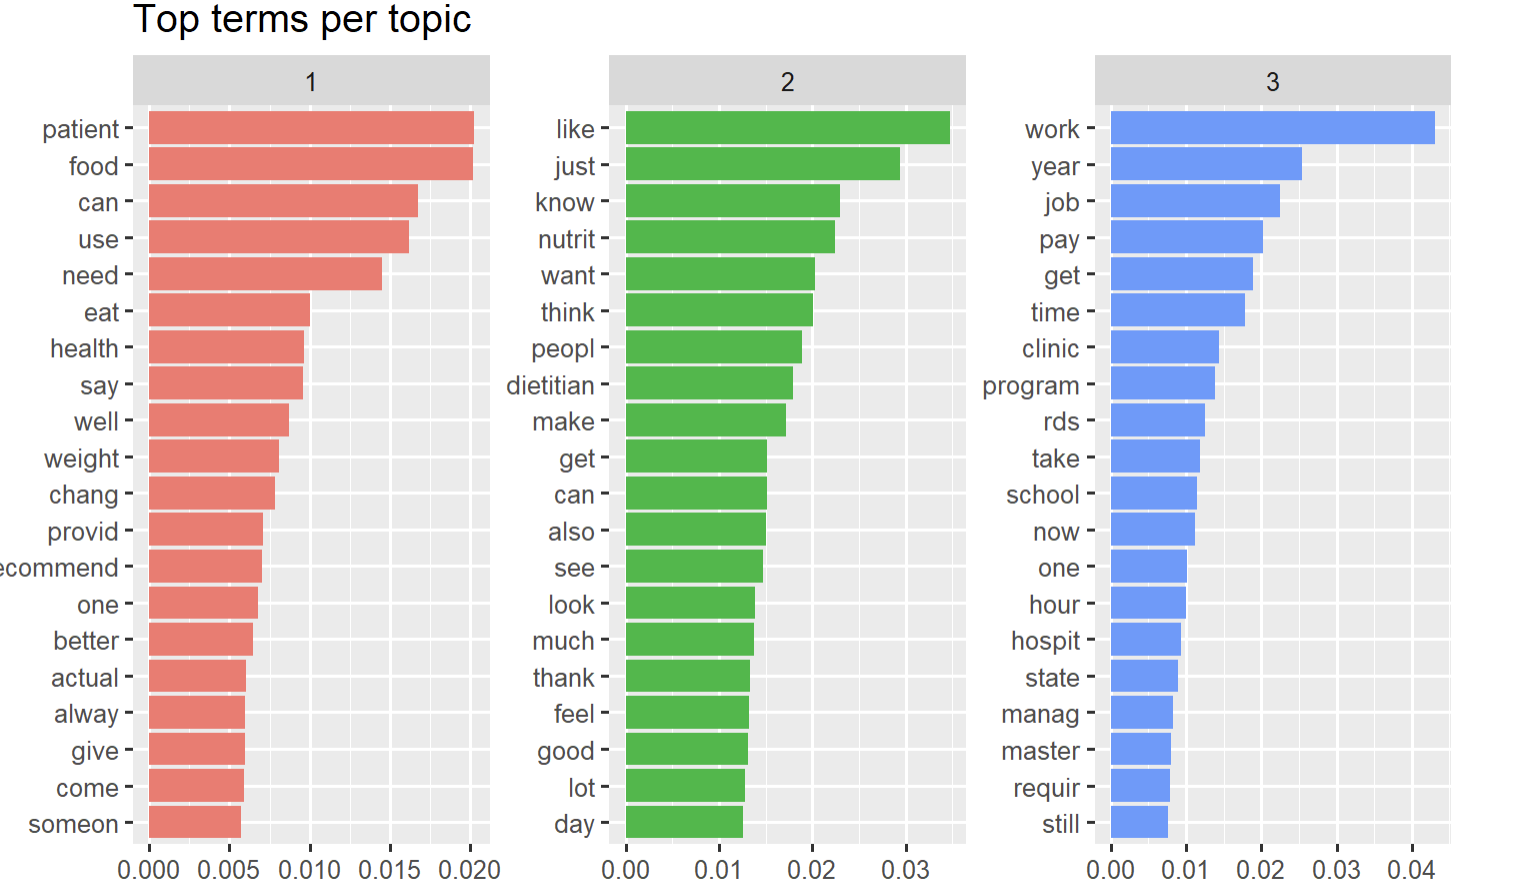 Top terms per topic
1
patient
food
can
use
need
eat
health
say
well
weight
chang
provid
ecommend
one
better
actual
alway
give
come
someon
0.000 0.005 0.010 0.015 0.020
2
like
just
know
nutrit
want
think
peopl
dietitian
make
get
can
also
see
look
much
thank
feel
good
lot
day
0.00 0.01 0.02 0.03
3
work
year
job
pay
get
time
clinic
program
rds
take
school
now
one
hour
hospit
state
manag
master
requir
still
0.00 0.01 0.02 0.03 0.04